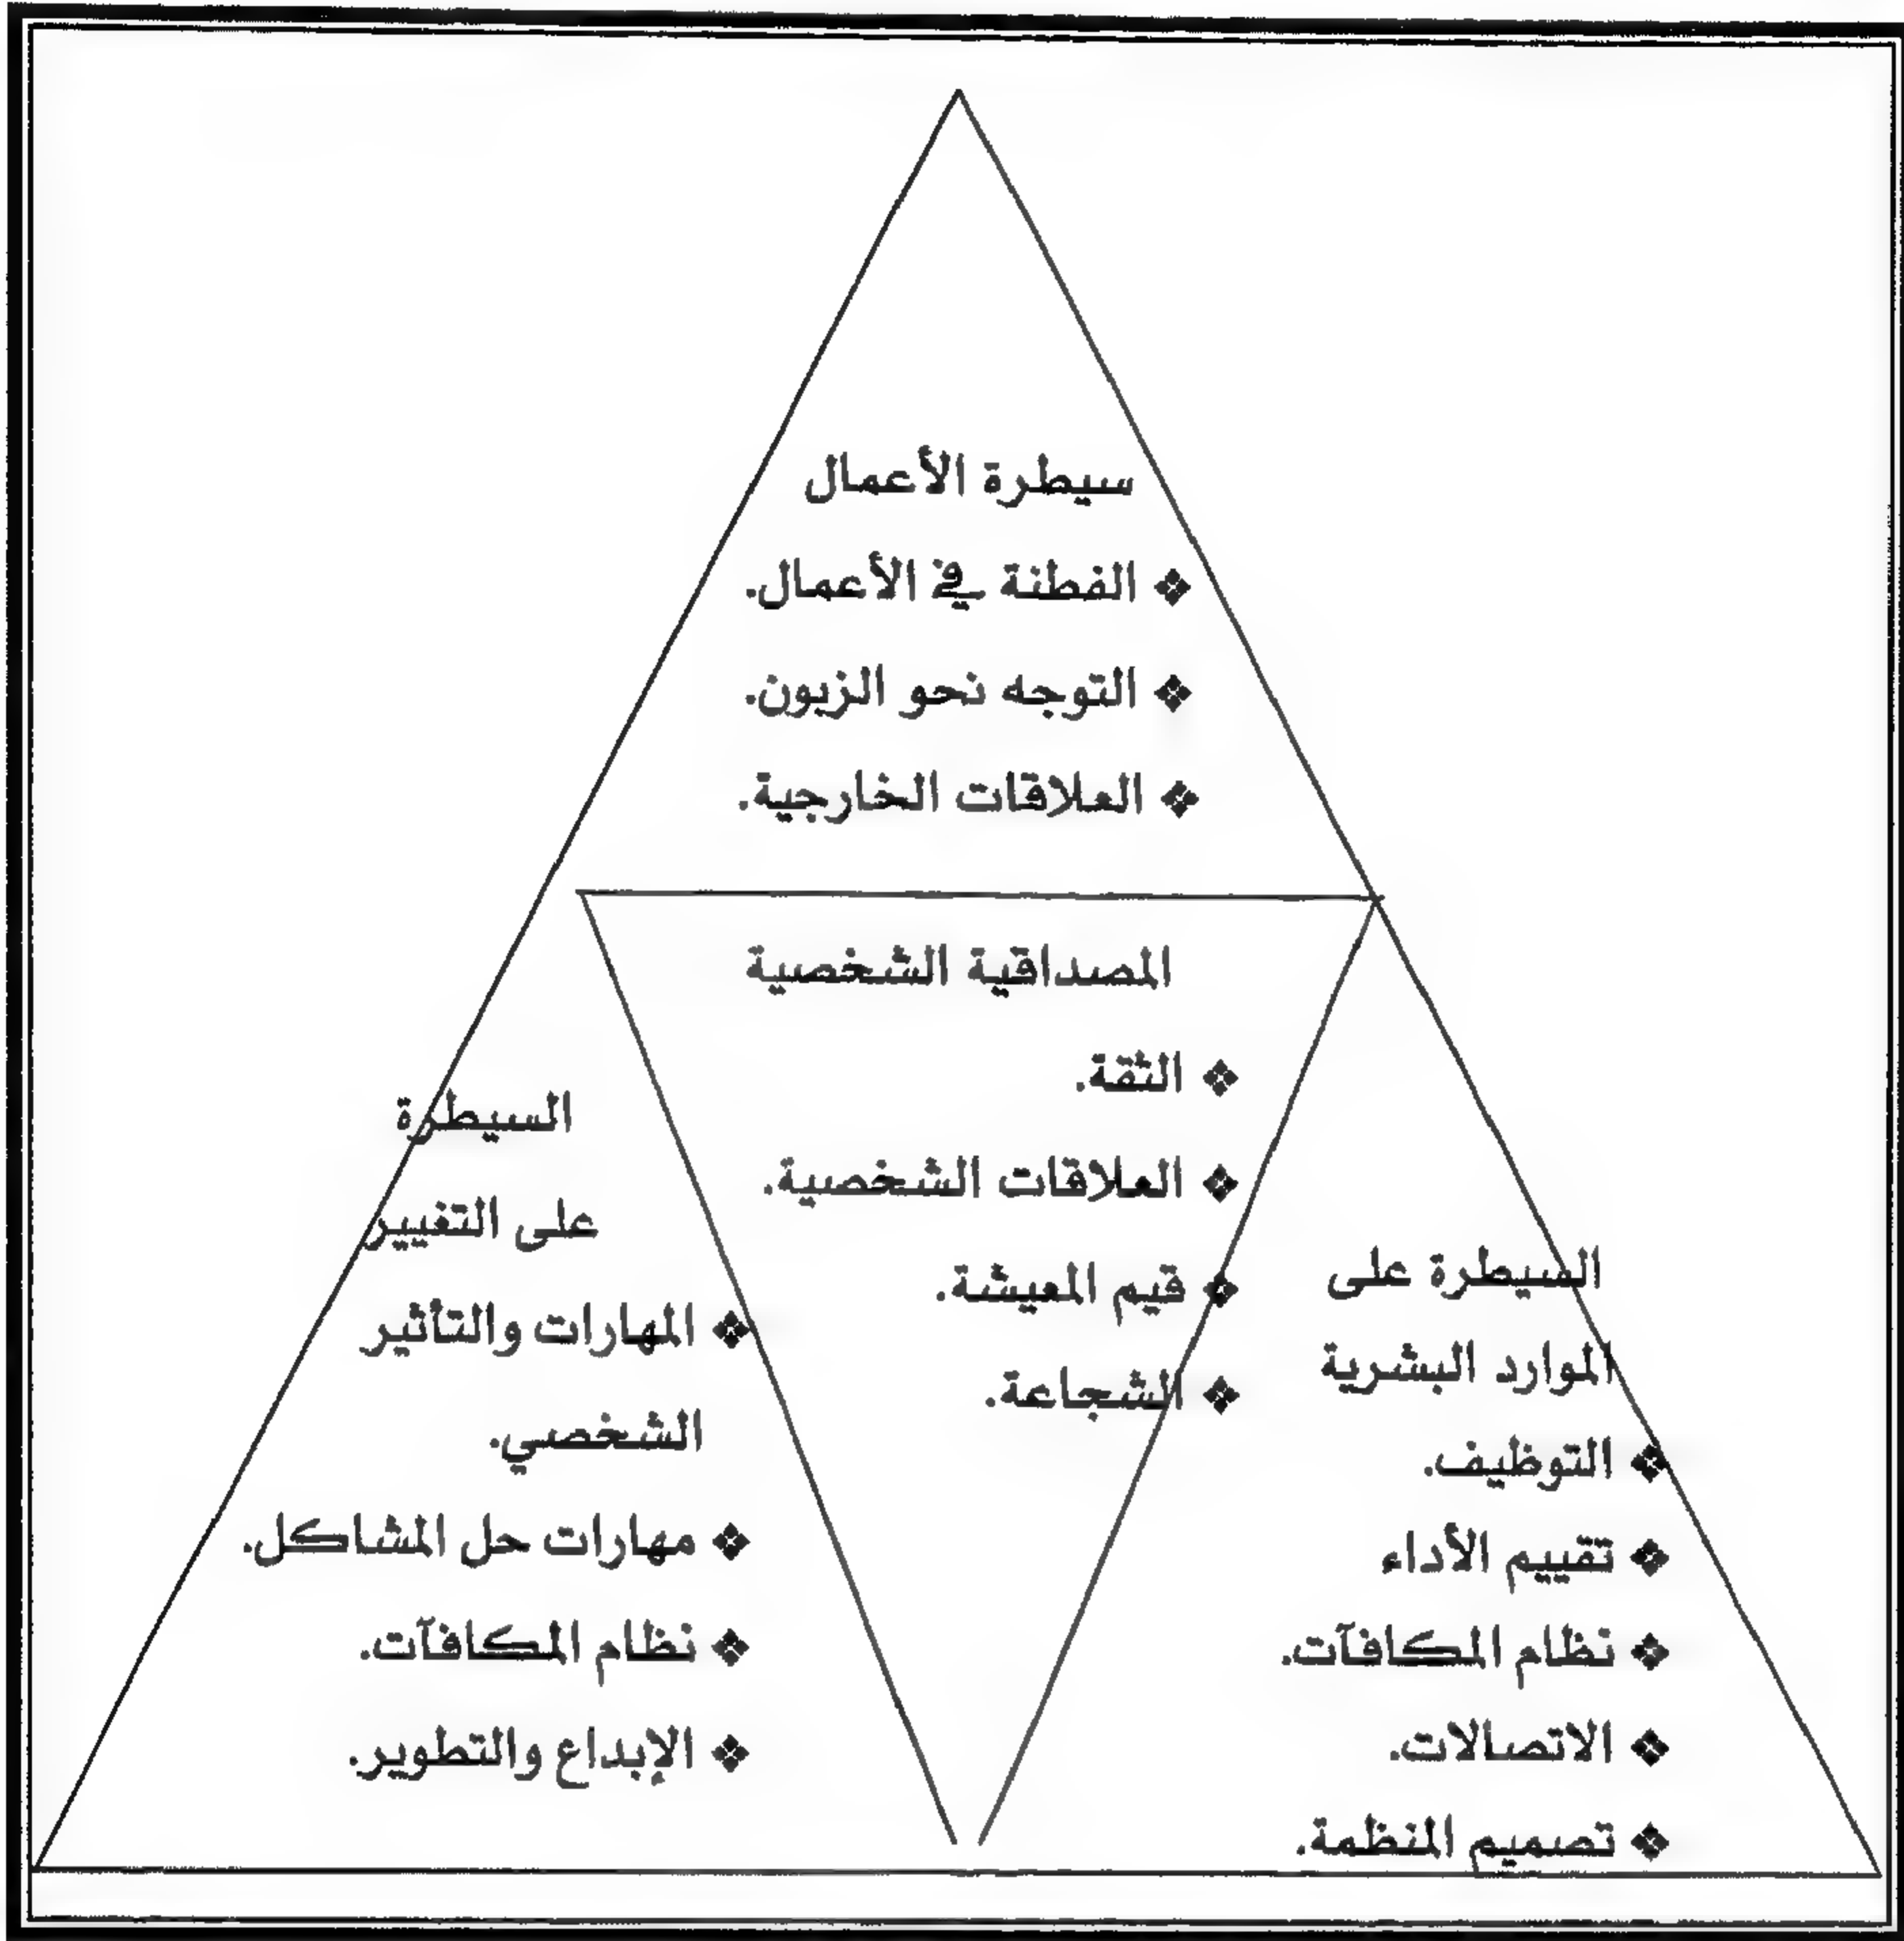 سيطرة الأعمال
❖ الفطنة في الأعمال.
❖ التوجه نحو الزبون.
❖ العلاقات الخارجية.
المصداقية الشخصية
❖ الثقة.
❖ العلاقات الشخصية.
❖ قيم المعيشة.
❖ الشجاعة.
السيطرة على
الموارد البشرية
❖ التوظيف.
❖ تقييم الأداء
❖ نظام المكافآت.
❖ الاتصالات.
❖ تصميم المنظمة.
السيطرة
على التغيير
❖ المهارات والتأثير
الشخصي.
❖ مهارات حل المشاكل.
❖ نظام المكافآت.
❖ الإبداع والتطوير.